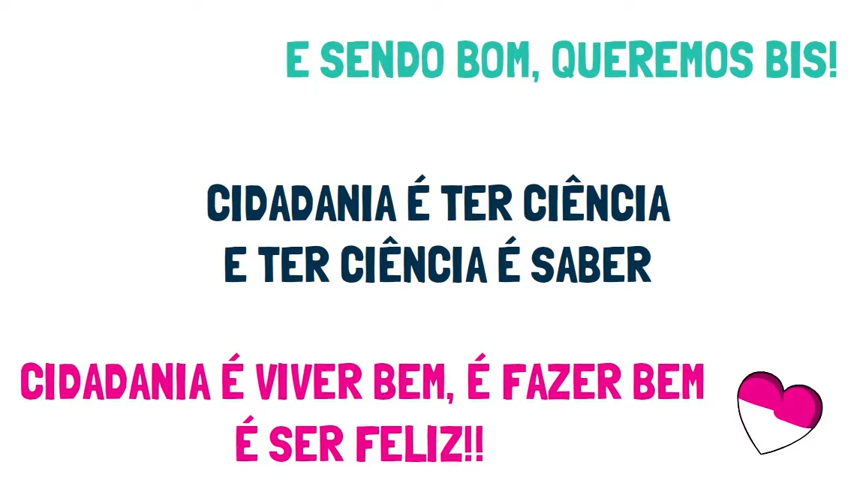 E SENDO BOM, QUEREMOS BIS!
CIDADANIA É TER CIÊNCIA
E TER CIÊNCIA É SABER
CIDADANIA É VIVER BEM, É FAZER BEM
É SER FELIZ!!